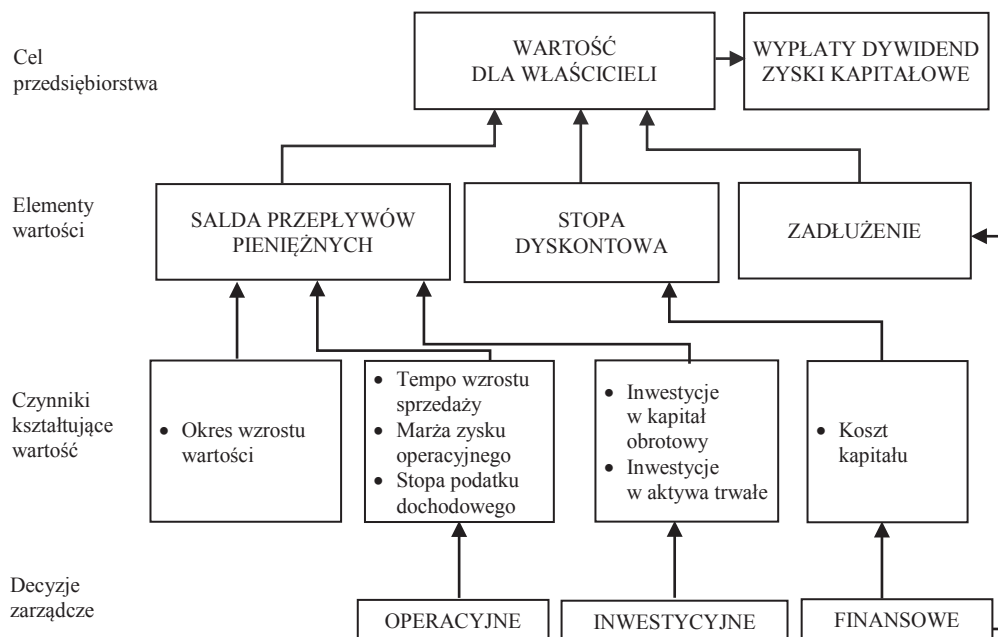 Cel
przedsiębiorstwa
WARTOŚĆ
DLA WŁAŚCICIELI
WYPŁATY DYWIDEND
ZYSKI KAPITAŁOWE
Elementy
wartości
SALDA PRZEPŁYWÓW
PIENIĘŻNYCH
STOPA
DYSKONTOWA
ZADŁUŻENIE
Czynniki
kształtujące
wartość
• Okres wzrostu
wartości
• Tempo wzrostu
sprzedaży
• Marża zysku
operacyjnego
• Stopa podatku
dochodowego
• Inwestycje
w kapitał
obrotowy
• Inwestycje
w aktywa trwałe
• Koszt
kapitału
Decyzje
zarządcze
OPERACYJNE
INWESTYCYJNE
FINANSOWE